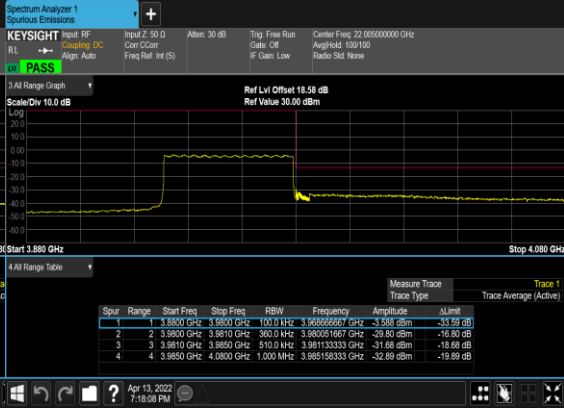 Spectrum Analyzer 1
Spurious Emissions
KEYSIGHT
RL
LXI
PASS
Input: RF
Coupling: DC
Align: Auto
Input Z: 50 Ω
Corr CCorr
Freq Ref: Int (S)
Atten: 30 dB
Trig: Free Run
Gate: Off
IF Gain: Low
Center Freq: 22.005000000 GHz
Avg|Hold: 100/100
Radio Std: None
3 All Range Graph
Ref Lvl Offset 18.58 dB
Scale/Div 10.0 dB
Ref Value 30.00 dBm
Log
20.0
10.0
0.00
-10.0
-20.0
-30.0
-40.0
-50.0
-60.0
Start 3.880 GHz
Stop 4.080 GHz
4 All Range Table
Measure Trace Trace 1
Trace Type Trace Average (Active)
Spur Range Start Freq Stop Freq RBW Frequency Amplitude ΔLimit
1 1 3.8800 GHz 3.9800 GHz 100.0 kHz 3.968666667 GHz -3.588 dBm -33.59 dB
2 2 3.9800 GHz 3.9810 GHz 360.0 kHz 3.980051667 GHz -29.80 dBm -16.80 dB
3 3 3.9810 GHz 3.9850 GHz 510.0 kHz 3.981133333 GHz -31.68 dBm -18.68 dB
4 4 3.9850 GHz 4.0800 GHz 1.000 MHz 3.985158333 GHz -32.89 dBm -19.89 dB
Apr 13, 2022
7:18:08 PM